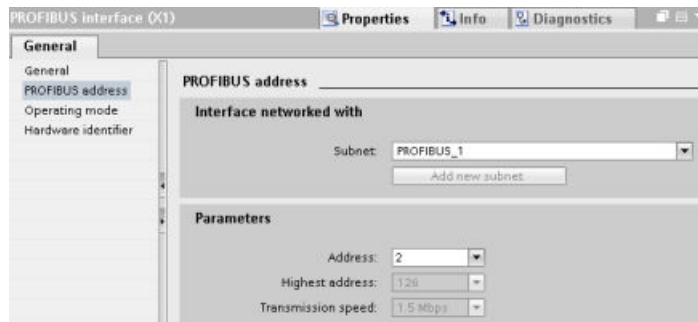 PROFIBUS interface (X1)
Properties
Info
Diagnostics
General
General
PROFIBUS address
Operating mode
Hardware identifier
PROFIBUS address
Interface networked with
Subnet: PROFIBUS_1
Add new subnet
Parameters
Address: 2
Highest address: 126
Transmission speed: 1.5 Mbps